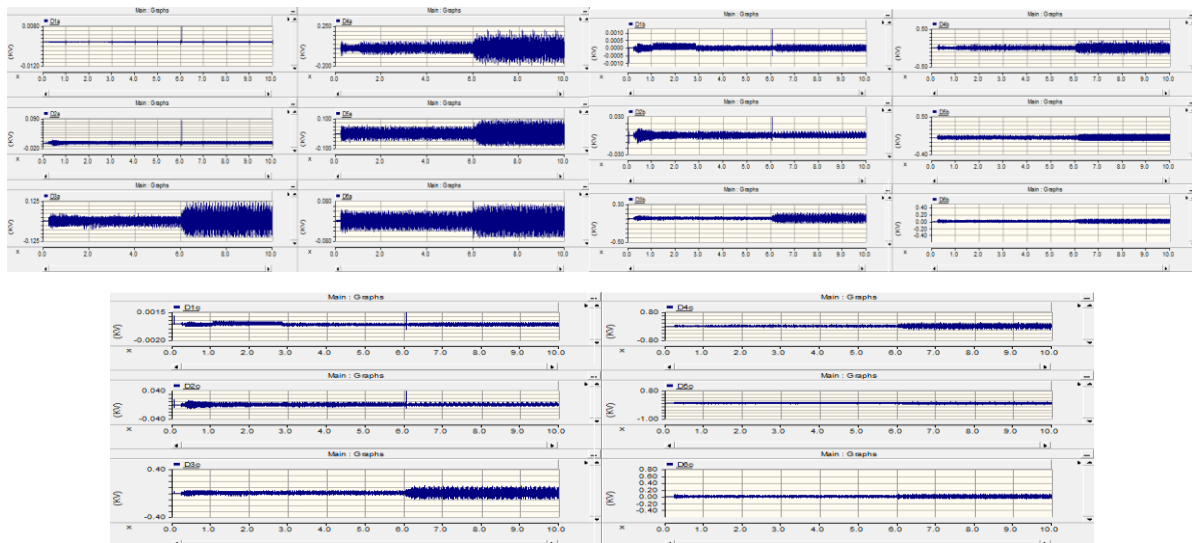 Main : Graphs
D1a
0.0080
(KV)
-0.0120
x 0.0 1.0 2.0 3.0 4.0 5.0 6.0 7.0 8.0 9.0 10.0
Main : Graphs
D2a
0.090
(KV)
-0.020
x 0.0 2.0 4.0 6.0 8.0 10.0
Main : Graphs
D3a
0.125
(KV)
-0.125
x 0.0 2.0 4.0 6.0 8.0 10.0
Main : Graphs
D4a
0.250
(KV)
-0.200
x 0.0 2.0 4.0 6.0 8.0 10.0
Main : Graphs
D5a
0.100
(KV)
-0.100
x 0.0 2.0 4.0 6.0 8.0 10.0
Main : Graphs
D6a
0.080
(KV)
-0.080
x 0.0 2.0 4.0 6.0 8.0 10.0
Main : Graphs
D1b
0.0010
0.0005
0.0000
-0.0005
-0.0010
(KV)
x 0.0 1.0 2.0 3.0 4.0 5.0 6.0 7.0 8.0 9.0 10.0
Main : Graphs
D2b
0.030
(KV)
-0.030
x 0.0 1.0 2.0 3.0 4.0 5.0 6.0 7.0 8.0 9.0 10.0
Main : Graphs
D3b
0.30
(KV)
-0.50
x 0.0 1.0 2.0 3.0 4.0 5.0 6.0 7.0 8.0 9.0 10.0
Main : Graphs
D4b
0.50
(KV)
-0.50
x 0.0 1.0 2.0 3.0 4.0 5.0 6.0 7.0 8.0 9.0 10.0
Main : Graphs
D5b
0.50
(KV)
-0.40
x 0.0 1.0 2.0 3.0 4.0 5.0 6.0 7.0 8.0 9.0 10.0
Main : Graphs
D6b
0.40
0.20
0.00
-0.20
-0.40
(KV)
x 0.0 1.0 2.0 3.0 4.0 5.0 6.0 7.0 8.0 9.0 10.0
Main : Graphs
D1c
0.0015
(KV)
-0.0020
x 0.0 1.0 2.0 3.0 4.0 5.0 6.0 7.0 8.0 9.0 10.0
Main : Graphs
D2c
0.040
(KV)
-0.040
x 0.0 1.0 2.0 3.0 4.0 5.0 6.0 7.0 8.0 9.0 10.0
Main : Graphs
D3c
0.40
(KV)
-0.40
x 0.0 1.0 2.0 3.0 4.0 5.0 6.0 7.0 8.0 9.0 10.0
Main : Graphs
D4c
0.80
(KV)
-0.80
x 0.0 1.0 2.0 3.0 4.0 5.0 6.0 7.0 8.0 9.0 10.0
Main : Graphs
D5c
0.80
(KV)
-1.00
x 0.0 1.0 2.0 3.0 4.0 5.0 6.0 7.0 8.0 9.0 10.0
Main : Graphs
D6c
0.80
0.60
0.40
0.20
0.00
-0.20
-0.40
(KV)
x 0.0 1.0 2.0 3.0 4.0 5.0 6.0 7.0 8.0 9.0 10.0